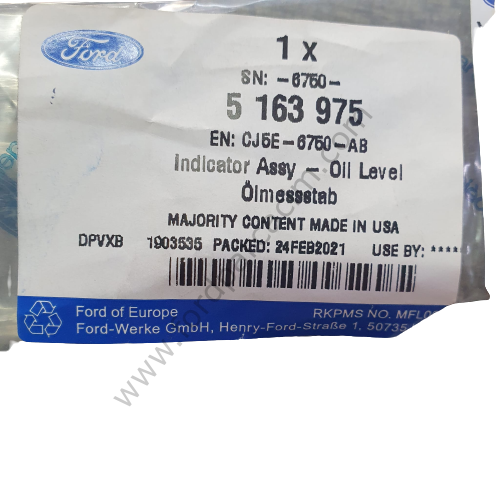 Ford
1 x
SN: -6750-
5 163 975
EN: CJ5E-6750-AB
Indicator Assy - Oil Level
Ölmessstab
MAJORITY CONTENT MADE IN USA
DPVXB 1903535 PACKED: 24FEB2021 USE BY: *****
Ford of Europe RKPMS NO. MFL0
Ford-Werke GmbH, Henry-Ford-Straße 1, 50735